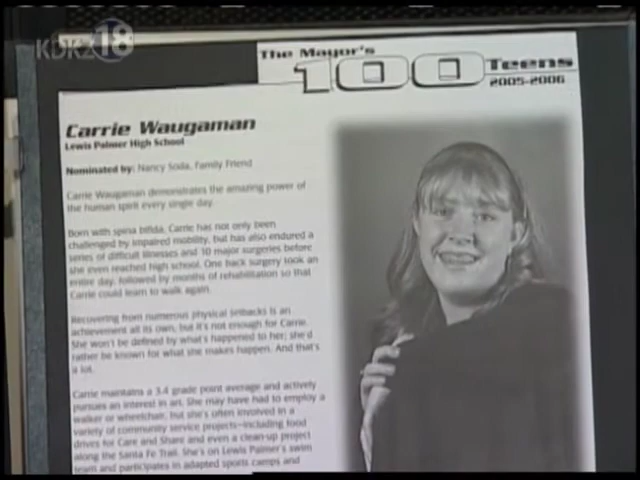 KDKZ18
The Mayor's
100 Teens
2005-2006
Carrie Waugaman
Lewis Palmer High School
Nominated by: Nancy Soda, Family Friend
Carrie Waugaman demonstrates the amazing power of
the human spirit every single day.
Born with spina bifida, Carrie has not only been
challenged by impaired mobility, but has also endured a
series of difficult illnesses and 10 major surgeries before
she even reached high school. One back surgery took an
entire day, followed by months of rehabilitation so that
Carrie could learn to walk again.
Recovering from numerous physical setbacks is an
achievement all its own, but it's not enough for Carrie.
She won't be defined by what's happened to her; she'd
rather be known for what she makes happen. And that's
a lot.
Carrie maintains a 3.4 grade point average and actively
pursues an interest in art. She may have had to employ a
walker or wheelchair, but she's often involved in a
variety of community service projects—including food
drives for Care and Share and even a clean-up project
along the Santa Fe Trail. She's on Lewis Palmer's swim
team and participates in adapted sports camps and